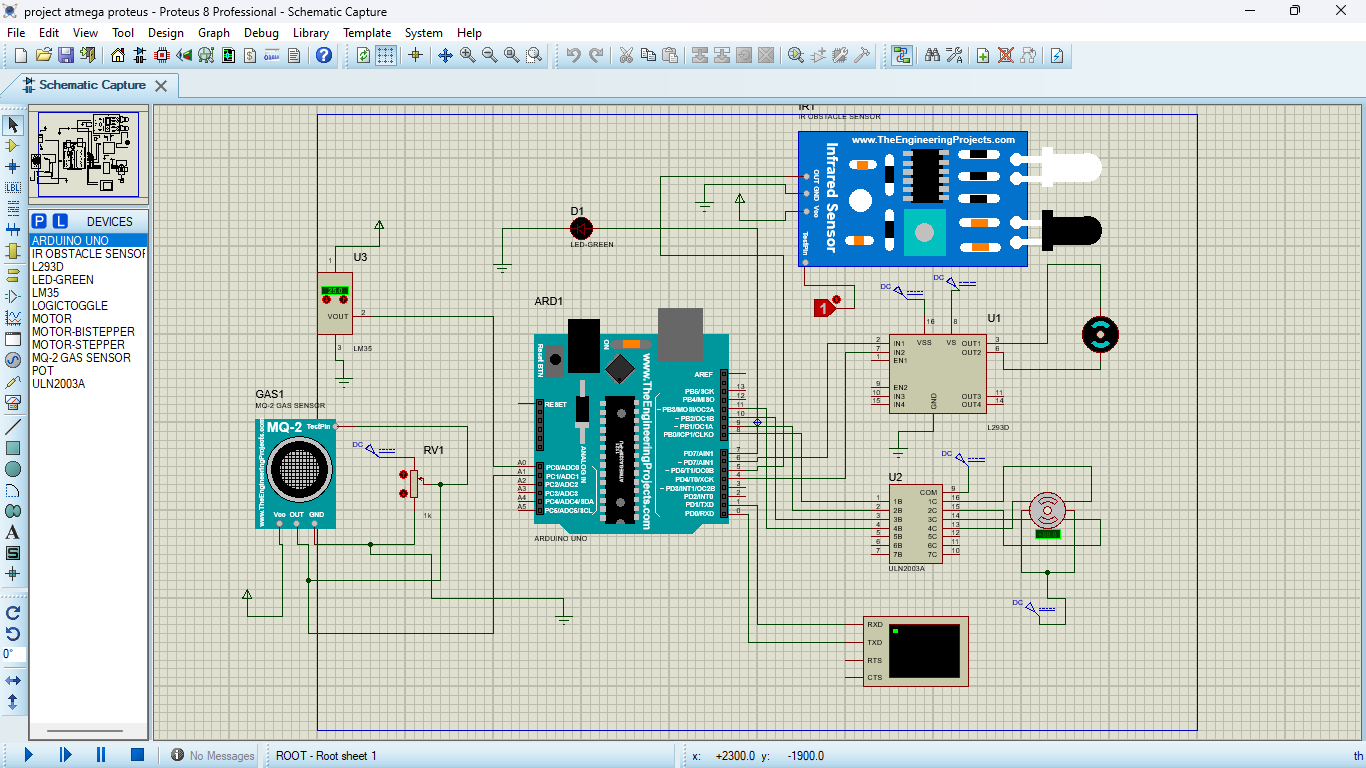 project atmega proteus - Proteus 8 Professional - Schematic Capture
File Edit View Tool Design Graph Debug Library Template System Help
Schematic Capture
P L DEVICES
ARDUINO UNO
IR OBSTACLE SENSOR
L293D
LED-GREEN
LM35
LOGICTOGGLE
MOTOR
MOTOR-BISTEPPER
MOTOR-STEPPER
MQ-2 GAS SENSOR
POT
ULN2003A
LBL
A
S
0°
IR1
IR OBSTACLE SENSOR
www.TheEngineeringProjects.com
Infrared Sensor
OUT GND Vcc
TestPin
1
D1
LED-GREEN
U3
1
VOUT
2
3
LM35
GAS1
MQ-2 GAS SENSOR
MQ-2 TestPin
www.TheEngineeringProjects.com
Vcc OUT GND
DC
RV1
1k
ARD1
Reset BTN
ON
www.TheEngineeringProjects.com
ANALOG IN
RESET
AREF
PB5/SCK 13
PB4/MISO 12
~ PB3/MOSI/OC2A 11
~ PB2/OC1B 10
~ PB1/OC1A 9
PB0/ICP1/CLKO 8
PD7/AIN1 7
~ PD7/AIN1 6
~ PD5/T1/OC0B 5
PD4/T0/XCK 4
~ PD3/INT1/OC2B 3
PD2/INT0 2
PD1/TXD 1
PD0/RXD 0
A0 PC0/ADC0
A1 PC1/ADC1
A2 PC2/ADC2
A3 PC3/ADC3
A4 PC4/ADC4/SDA
A5 PC5/ADC5/SCL
ARDUINO UNO
DC
DC
16 8
U1
2 IN1 VSS VS OUT1 3
7 IN2 OUT2 6
1 EN1
9 EN2
10 IN3 OUT3 11
15 IN4 GND OUT4 14
L293D
DC
U2
COM 9
1 1B 1C 16
2 2B 2C 15
3 3B 3C 14
4 4B 4C 13
5 5B 5C 12
6 6B 6C 11
7 7B 7C 10
ULN2003A
DC
RXD
TXD
RTS
CTS
No Messages
ROOT - Root sheet 1
x: +2300.0 y: -1900.0
th